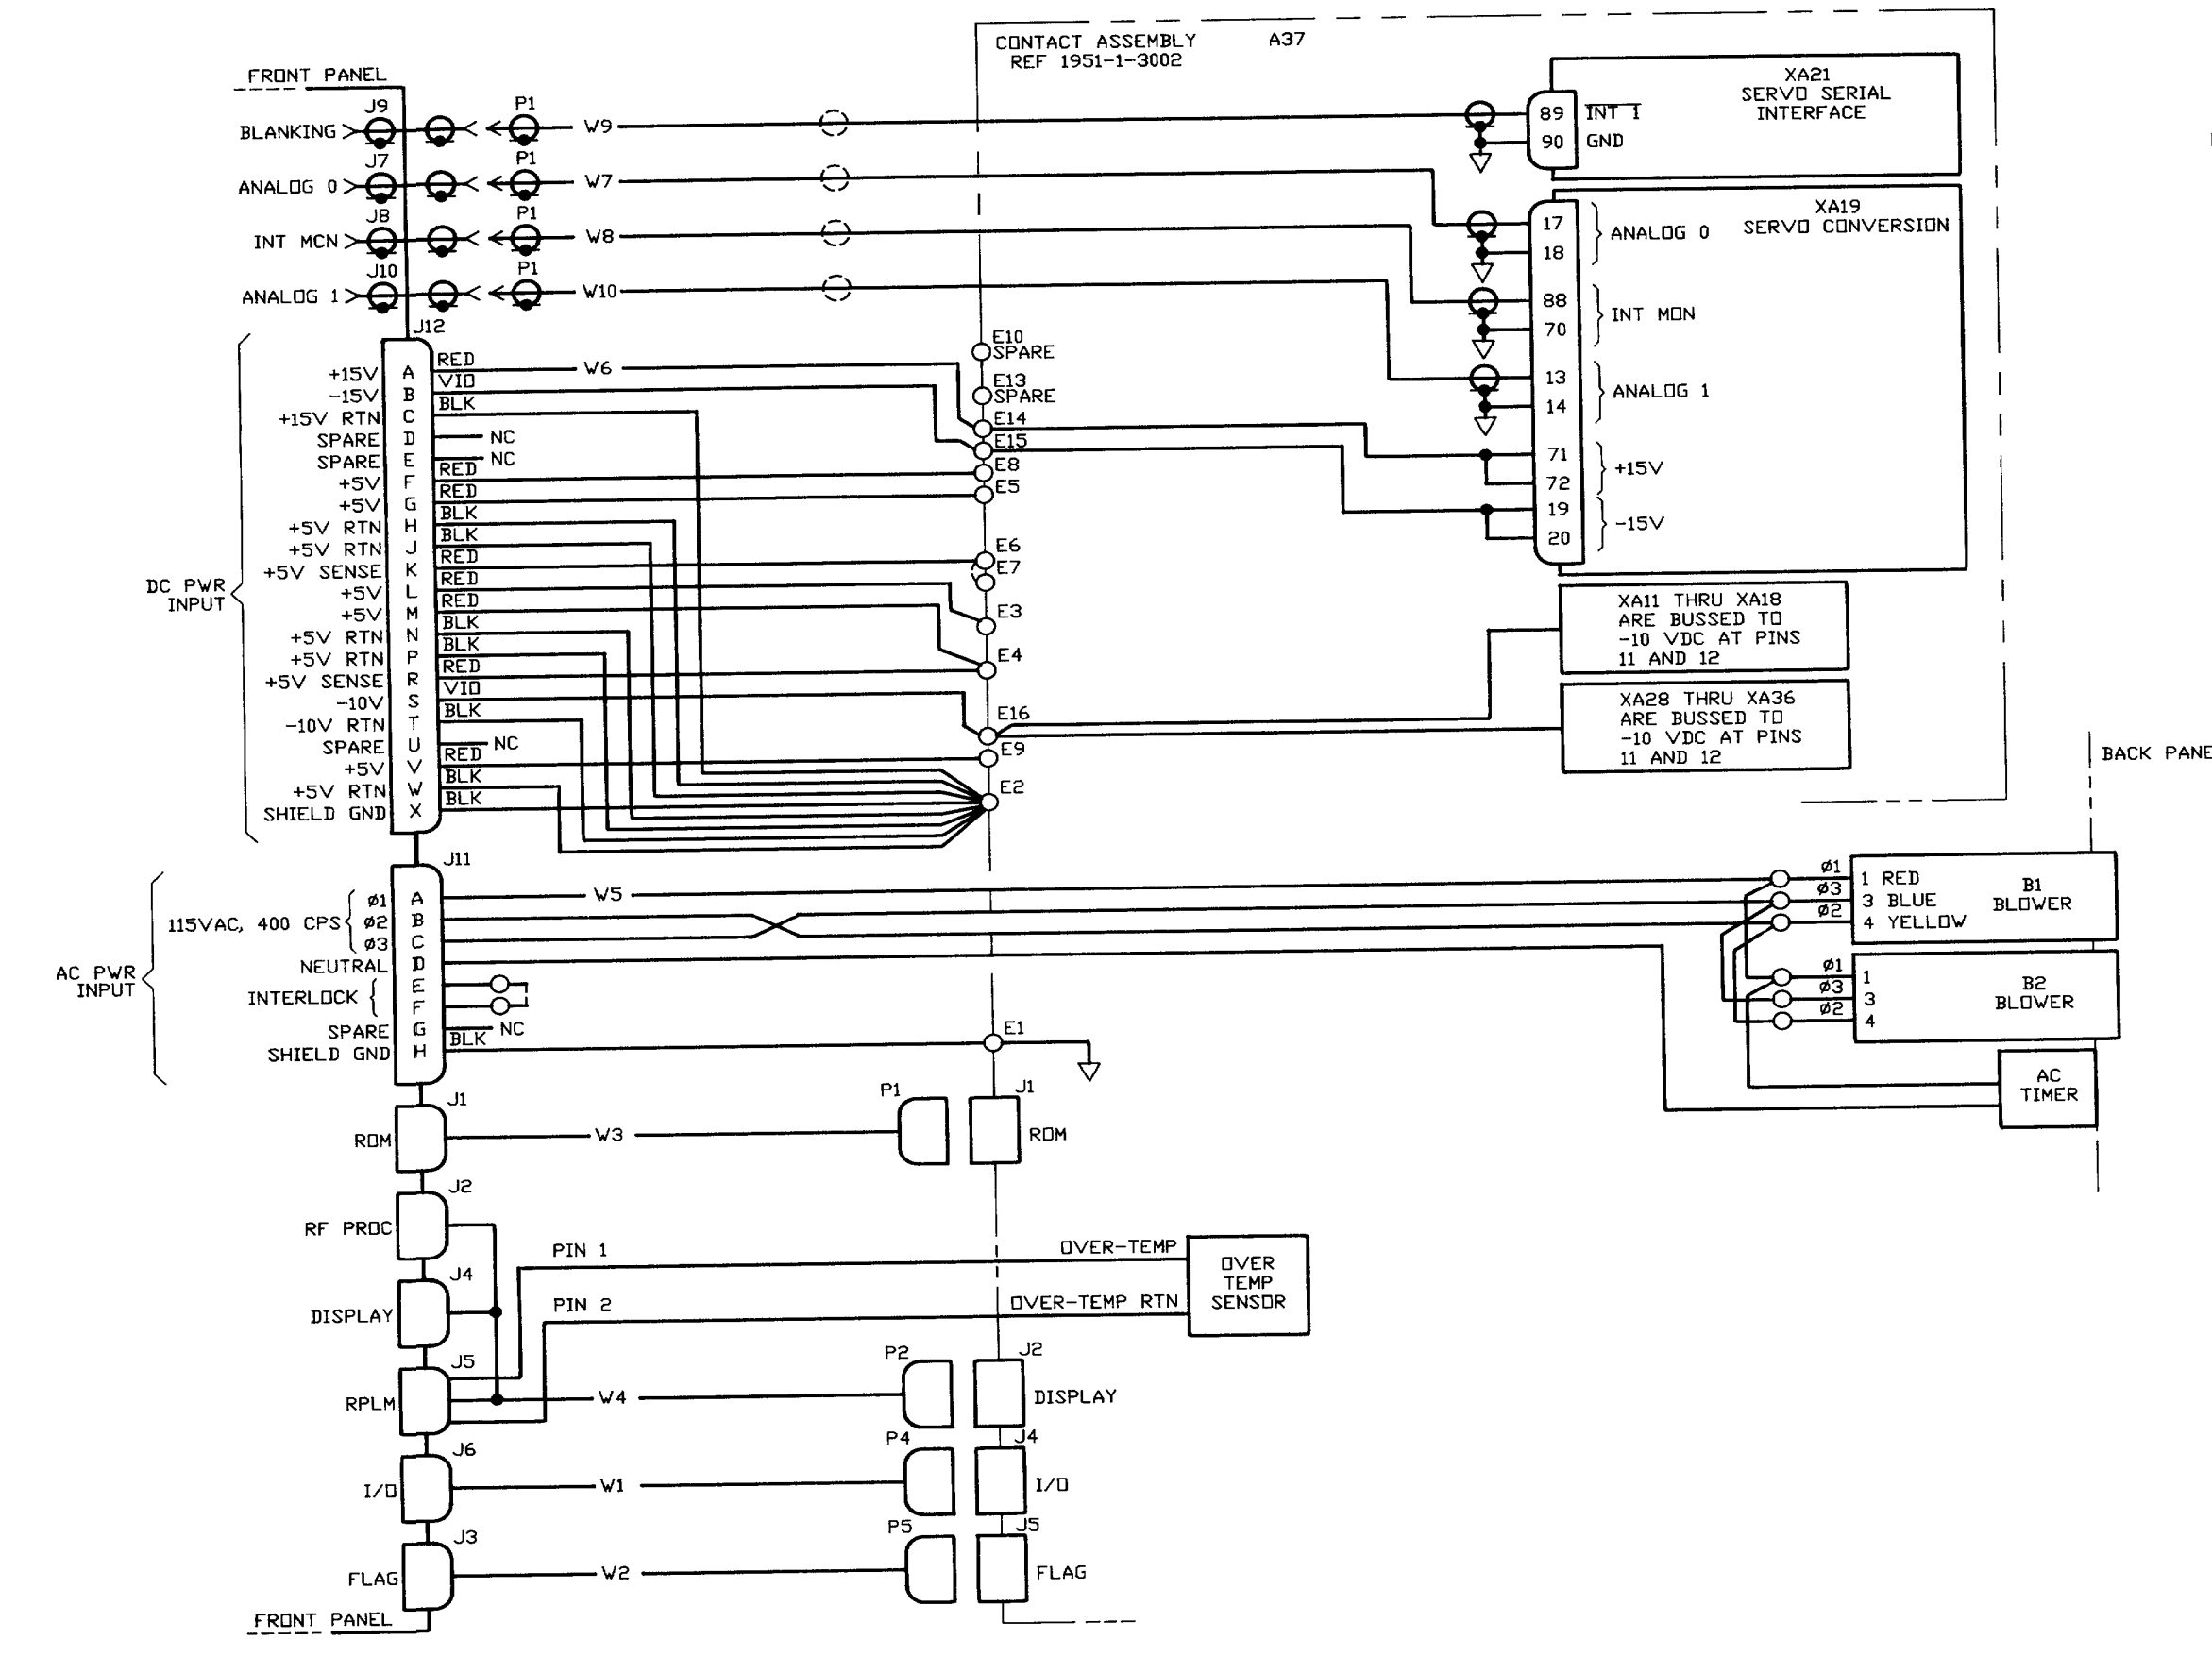 CONTACT ASSEMBLY A37
REF 1951-1-3002
FRONT PANEL
J9
BLANKING
P1
W9
J7
ANALOG 0
P1
W7
J8
INT MCN
P1
W8
J10
ANALOG 1
P1
W10
XA21
SERVO SERIAL
INTERFACE
89 INT 1
90 GND
XA19
SERVO CONVERSION
17
18
ANALOG 0
88
70
INT MON
13
14
ANALOG 1
71
72
+15V
19
20
-15V
J12
DC PWR
INPUT
+15V A RED W6
-15V B VIO
+15V RTN C BLK
SPARE D NC
SPARE E NC
+5V F RED
+5V G RED
+5V RTN H BLK
+5V RTN J BLK
+5V SENSE K RED
+5V L RED
+5V M RED
+5V RTN N BLK
+5V RTN P BLK
+5V SENSE R RED
-10V S VIO
-10V RTN T BLK
SPARE U NC
+5V V RED
+5V RTN W BLK
SHIELD GND X BLK
E10
SPARE
E13
SPARE
E14
E15
E8
E5
E6
E7
E3
E4
E16
E9
E2
XA11 THRU XA18
ARE BUSSED TO
-10 VDC AT PINS
11 AND 12
XA28 THRU XA36
ARE BUSSED TO
-10 VDC AT PINS
11 AND 12
BACK PANE
J11
AC PWR
INPUT
115VAC, 400 CPS
Ø1 A W5
Ø2 B
Ø3 C
NEUTRAL D
INTERLOCK
E
F
SPARE G NC
SHIELD GND H BLK
E1
Ø1 1 RED
Ø3 3 BLUE
Ø2 4 YELLOW
B1
BLOWER
Ø1 1
Ø3 3
Ø2 4
B2
BLOWER
AC
TIMER
J1
ROM
W3
P1
J1
ROM
J2
RF PROC
J4
DISPLAY
PIN 1
OVER-TEMP
PIN 2
OVER-TEMP RTN
OVER
TEMP
SENSOR
J5
RPLM
W4
P2
J2
DISPLAY
J6
I/O
W1
P4
J4
I/O
J3
FLAG
W2
P5
J5
FLAG
FRONT PANEL